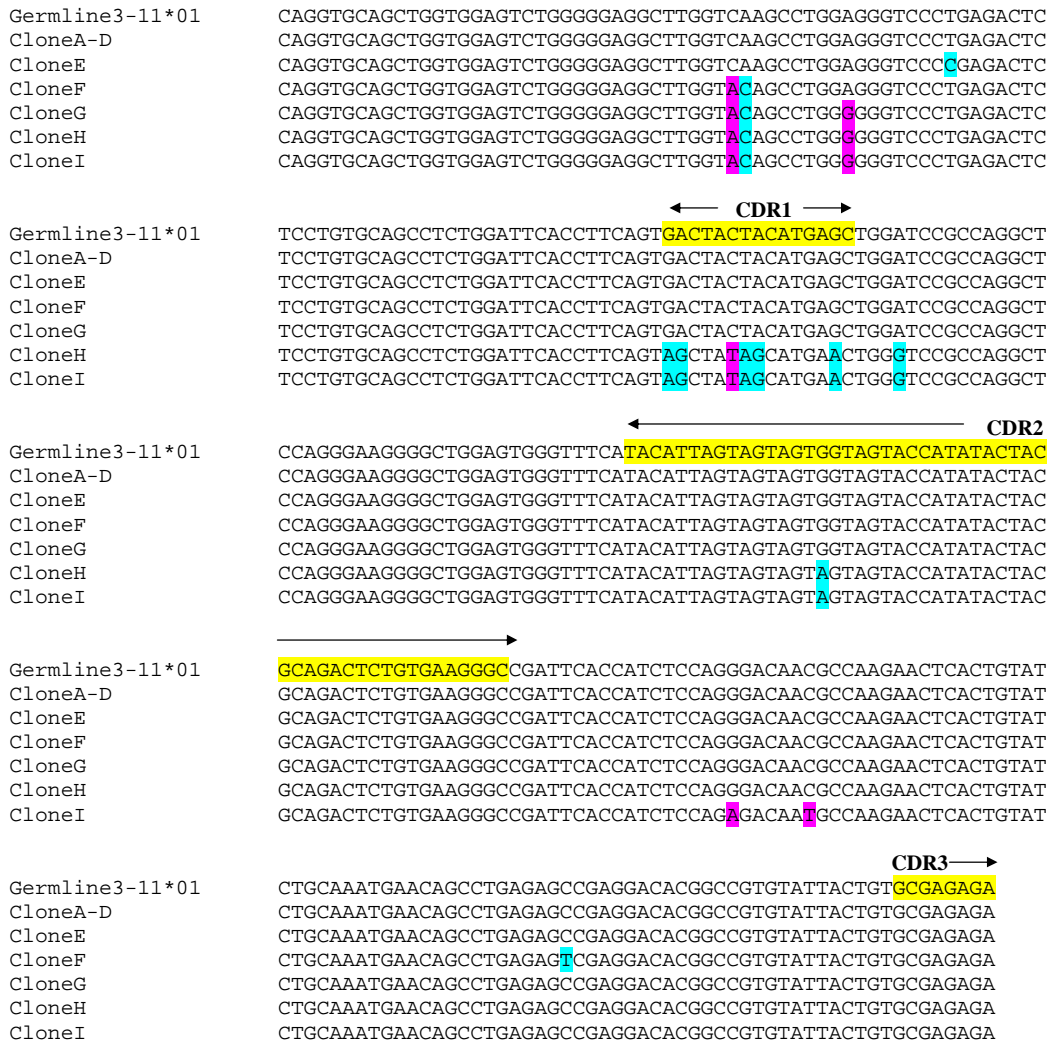 Germline3-11*01 CAGGTGCAGCTGGTGGAGTCTGGGGGAGGCTTGGTCAAGCCTGGAGGGTCCCTGAGACTC
CloneA-D CAGGTGCAGCTGGTGGAGTCTGGGGGAGGCTTGGTCAAGCCTGGAGGGTCCCTGAGACTC
CloneE CAGGTGCAGCTGGTGGAGTCTGGGGGAGGCTTGGTCAAGCCTGGAGGGTCCCCGAGACTC
CloneF CAGGTGCAGCTGGTGGAGTCTGGGGGAGGCTTGGTACAGCCTGGAGGGTCCCTGAGACTC
CloneG CAGGTGCAGCTGGTGGAGTCTGGGGGAGGCTTGGTACAGCCTGGGGGGTCCCTGAGACTC
CloneH CAGGTGCAGCTGGTGGAGTCTGGGGGAGGCTTGGTACAGCCTGGGGGGTCCCTGAGACTC
CloneI CAGGTGCAGCTGGTGGAGTCTGGGGGAGGCTTGGTACAGCCTGGGGGGTCCCTGAGACTC
CDR1
Germline3-11*01 TCCTGTGCAGCCTCTGGATTCACCTTCAGTGACTACTACATGAGCTGGATCCGCCAGGCT
CloneA-D TCCTGTGCAGCCTCTGGATTCACCTTCAGTGACTACTACATGAGCTGGATCCGCCAGGCT
CloneE TCCTGTGCAGCCTCTGGATTCACCTTCAGTGACTACTACATGAGCTGGATCCGCCAGGCT
CloneF TCCTGTGCAGCCTCTGGATTCACCTTCAGTGACTACTACATGAGCTGGATCCGCCAGGCT
CloneG TCCTGTGCAGCCTCTGGATTCACCTTCAGTGACTACTACATGAGCTGGATCCGCCAGGCT
CloneH TCCTGTGCAGCCTCTGGATTCACCTTCAGTAGCTATAGCATGAACTGGGTCCGCCAGGCT
CloneI TCCTGTGCAGCCTCTGGATTCACCTTCAGTAGCTATAGCATGAACTGGGTCCGCCAGGCT
CDR2
Germline3-11*01 CCAGGGAAGGGGCTGGAGTGGGTTTCATACATTAGTAGTAGTGGTAGTACCATATACTAC
CloneA-D CCAGGGAAGGGGCTGGAGTGGGTTTCATACATTAGTAGTAGTGGTAGTACCATATACTAC
CloneE CCAGGGAAGGGGCTGGAGTGGGTTTCATACATTAGTAGTAGTGGTAGTACCATATACTAC
CloneF CCAGGGAAGGGGCTGGAGTGGGTTTCATACATTAGTAGTAGTGGTAGTACCATATACTAC
CloneG CCAGGGAAGGGGCTGGAGTGGGTTTCATACATTAGTAGTAGTGGTAGTACCATATACTAC
CloneH CCAGGGAAGGGGCTGGAGTGGGTTTCATACATTAGTAGTAGTAGTAGTACCATATACTAC
CloneI CCAGGGAAGGGGCTGGAGTGGGTTTCATACATTAGTAGTAGTAGTAGTACCATATACTAC
Germline3-11*01 GCAGACTCTGTGAAGGGCCGATTCACCATCTCCAGGGACAACGCCAAGAACTCACTGTAT
CloneA-D GCAGACTCTGTGAAGGGCCGATTCACCATCTCCAGGGACAACGCCAAGAACTCACTGTAT
CloneE GCAGACTCTGTGAAGGGCCGATTCACCATCTCCAGGGACAACGCCAAGAACTCACTGTAT
CloneF GCAGACTCTGTGAAGGGCCGATTCACCATCTCCAGGGACAACGCCAAGAACTCACTGTAT
CloneG GCAGACTCTGTGAAGGGCCGATTCACCATCTCCAGGGACAACGCCAAGAACTCACTGTAT
CloneH GCAGACTCTGTGAAGGGCCGATTCACCATCTCCAGGGACAACGCCAAGAACTCACTGTAT
CloneI GCAGACTCTGTGAAGGGCCGATTCACCATCTCCAGAGACAATGCCAAGAACTCACTGTAT
CDR3
Germline3-11*01 CTGCAAATGAACAGCCTGAGAGCCGAGGACACGGCCGTGTATTACTGTGCGAGAGA
CloneA-D CTGCAAATGAACAGCCTGAGAGCCGAGGACACGGCCGTGTATTACTGTGCGAGAGA
CloneE CTGCAAATGAACAGCCTGAGAGCCGAGGACACGGCCGTGTATTACTGTGCGAGAGA
CloneF CTGCAAATGAACAGCCTGAGAGTCGAGGACACGGCCGTGTATTACTGTGCGAGAGA
CloneG CTGCAAATGAACAGCCTGAGAGCCGAGGACACGGCCGTGTATTACTGTGCGAGAGA
CloneH CTGCAAATGAACAGCCTGAGAGCCGAGGACACGGCCGTGTATTACTGTGCGAGAGA
CloneI CTGCAAATGAACAGCCTGAGAGCCGAGGACACGGCCGTGTATTACTGTGCGAGAGA